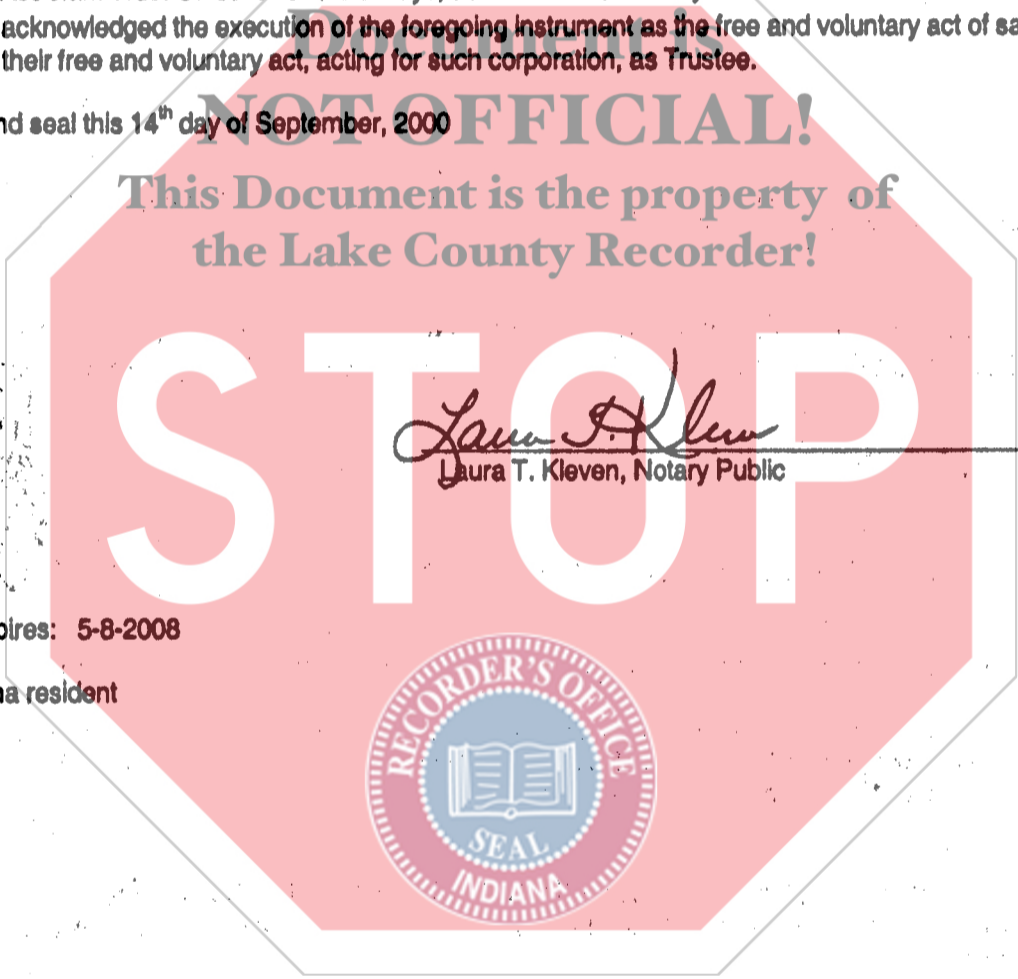 acknowledged the execution of the foregoing instrument as the free and voluntary act of sa
their free and voluntary act, acting for such corporation, as Trustee.
nd seal this 14th day of September, 2000
Document is
NOT OFFICIAL!
This Document is the property of
the Lake County Recorder!
STOP
Laura T. Kleven
Laura T. Kleven, Notary Public
pires: 5-8-2008
na resident
RECORDER'S OFFICE
SEAL
INDIANA